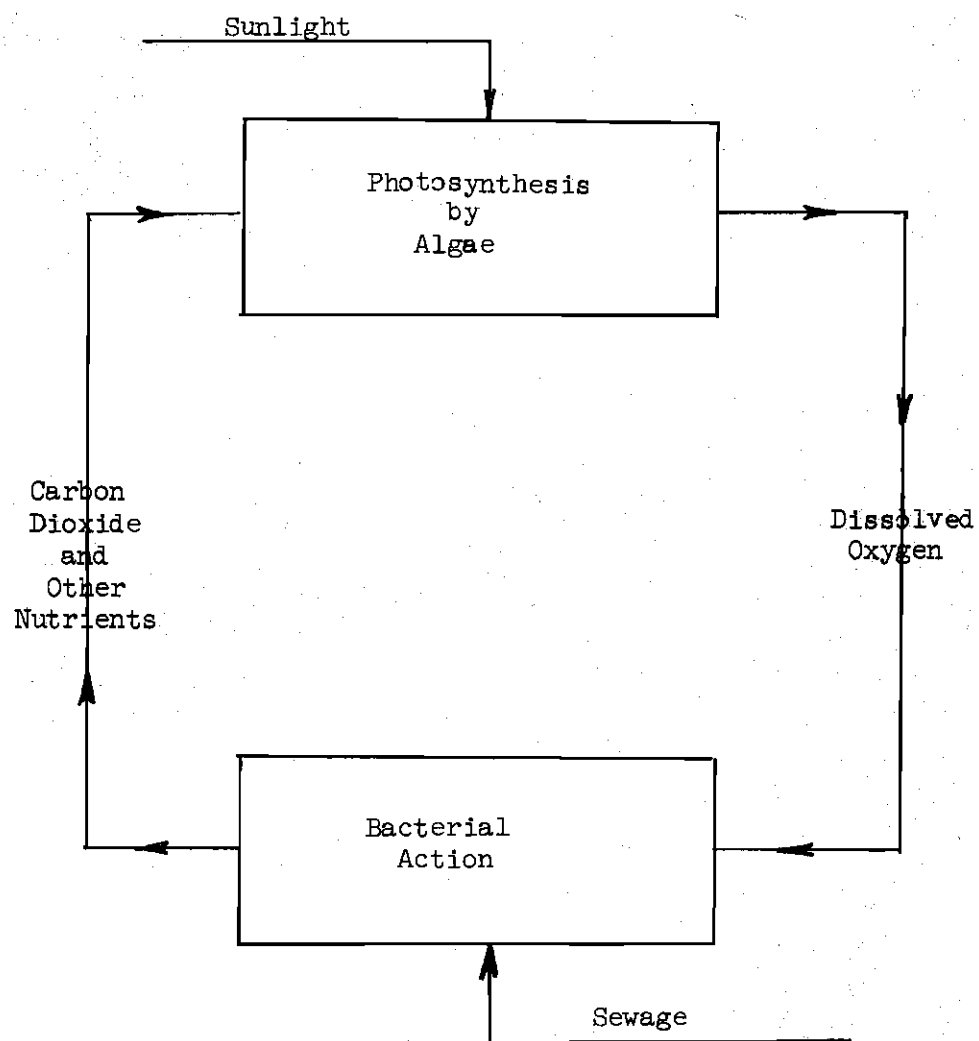 Sunlight
Photosynthesis
by
Algae
Carbon
Dioxide
and
Other
Nutrients
Dissolved
Oxygen
Bacterial
Action
Sewage